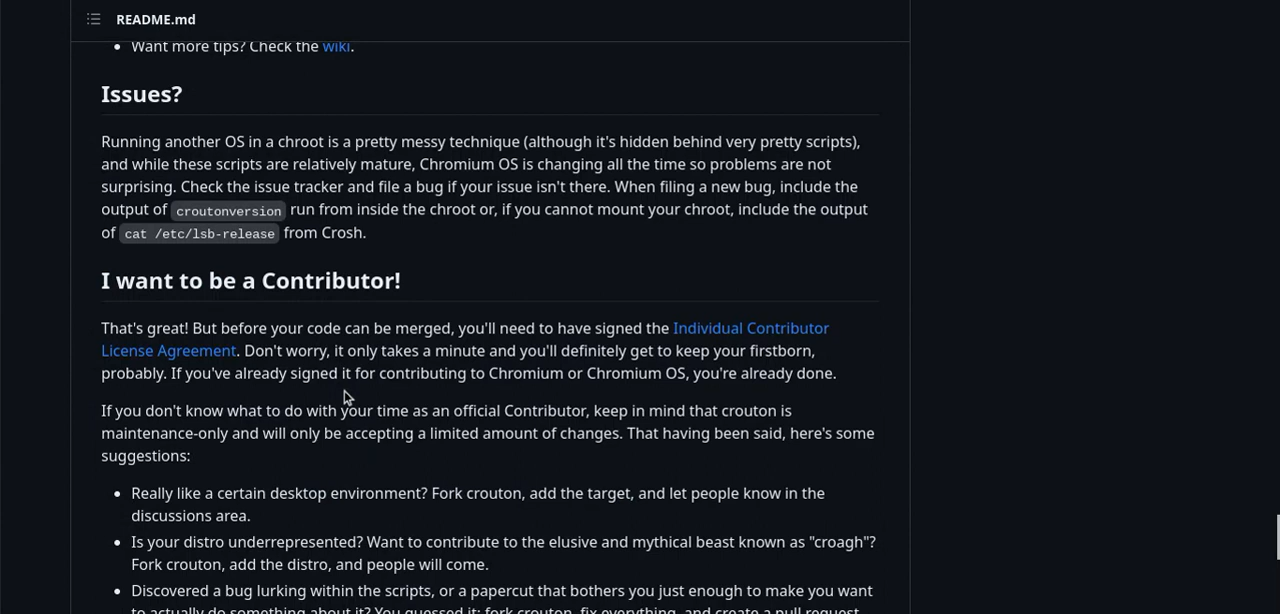 README.md
Want more tips? Check the wiki.
Issues?
Running another OS in a chroot is a pretty messy technique (although it's hidden behind very pretty scripts),
and while these scripts are relatively mature, Chromium OS is changing all the time so problems are not
surprising. Check the issue tracker and file a bug if your issue isn't there. When filing a new bug, include the
output of croutonversion run from inside the chroot or, if you cannot mount your chroot, include the output
of cat /etc/lsb-release from Crosh.
I want to be a Contributor!
That's great! But before your code can be merged, you'll need to have signed the Individual Contributor
License Agreement. Don't worry, it only takes a minute and you'll definitely get to keep your firstborn,
probably. If you've already signed it for contributing to Chromium or Chromium OS, you're already done.
If you don't know what to do with your time as an official Contributor, keep in mind that crouton is
maintenance-only and will only be accepting a limited amount of changes. That having been said, here's some
suggestions:
Really like a certain desktop environment? Fork crouton, add the target, and let people know in the
discussions area.
Is your distro underrepresented? Want to contribute to the elusive and mythical beast known as "croagh"?
Fork crouton, add the distro, and people will come.
Discovered a bug lurking within the scripts, or a papercut that bothers you just enough to make you want
to actually do something about it? You guessed it: fork crouton, fix everything, and create a pull request